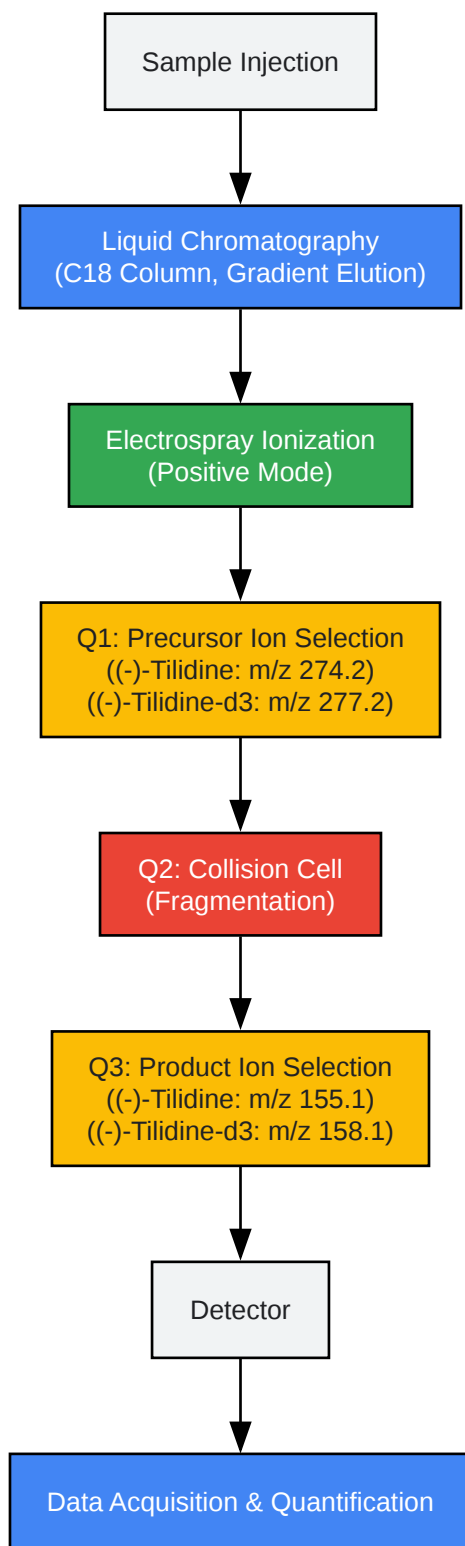 Sample Injection
Liquid Chromatography
(C18 Column, Gradient Elution)
Electrospray Ionization
(Positive Mode)
Q1: Precursor Ion Selection
((-)-Tilidine: m/z 274.2)
((-)-Tilidine-d3: m/z 277.2)
Q2: Collision Cell
(Fragmentation)
Q3: Product Ion Selection
((-)-Tilidine: m/z 155.1)
((-)-Tilidine-d3: m/z 158.1)
Detector
Data Acquisition & Quantification